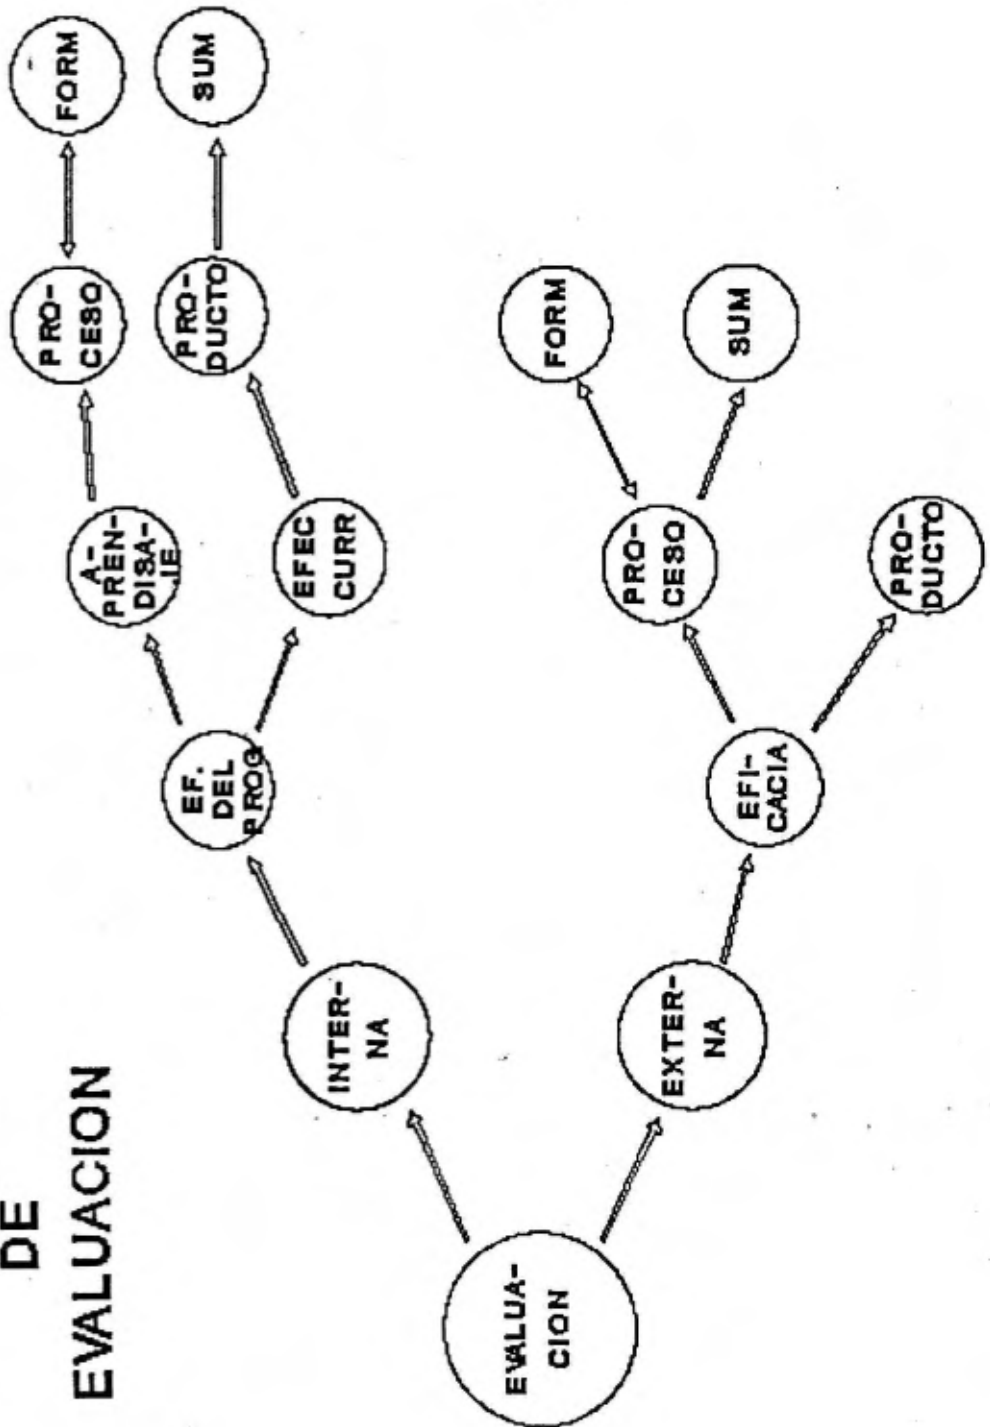 DE
EVALUACION
EVALUA-
CION
INTER-
NA
EF.
DEL
PROG
A-
PREN-
DISA-
JE
PRO-
CESO
FORM
EFEC
CURR
PRO-
DUCTO
SUM
EXTER-
NA
EFI-
CACIA
PRO-
CESO
FORM
SUM
PRO-
DUCTO